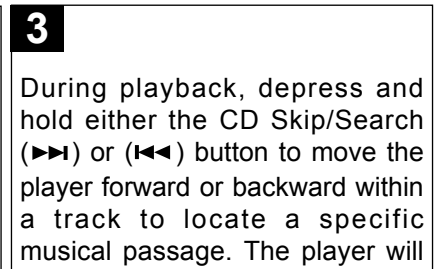 3
During playback, depress and
hold either the CD Skip/Search
(⏭) or (⏮) button to move the
player forward or backward within
a track to locate a specific
musical passage. The player will